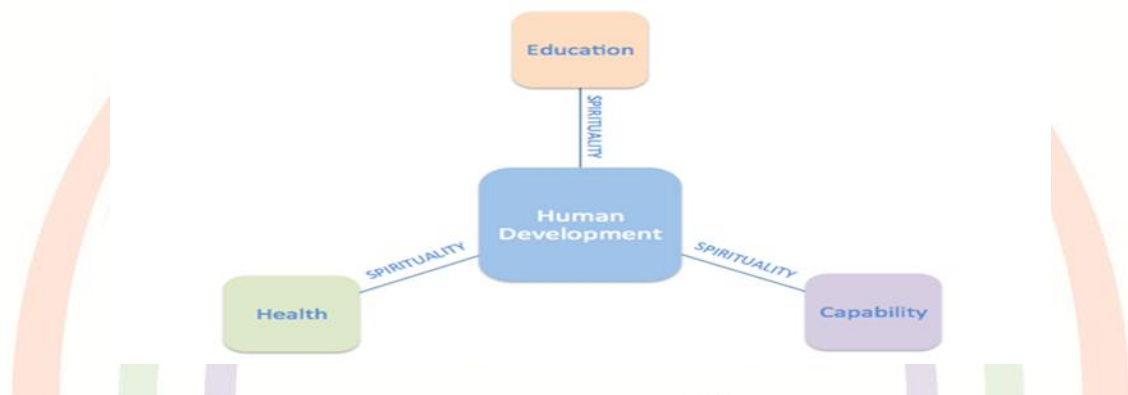 Education
SPIRITUALITY
Human
Development
SPIRITUALITY
SPIRITUALITY
Health
Capability